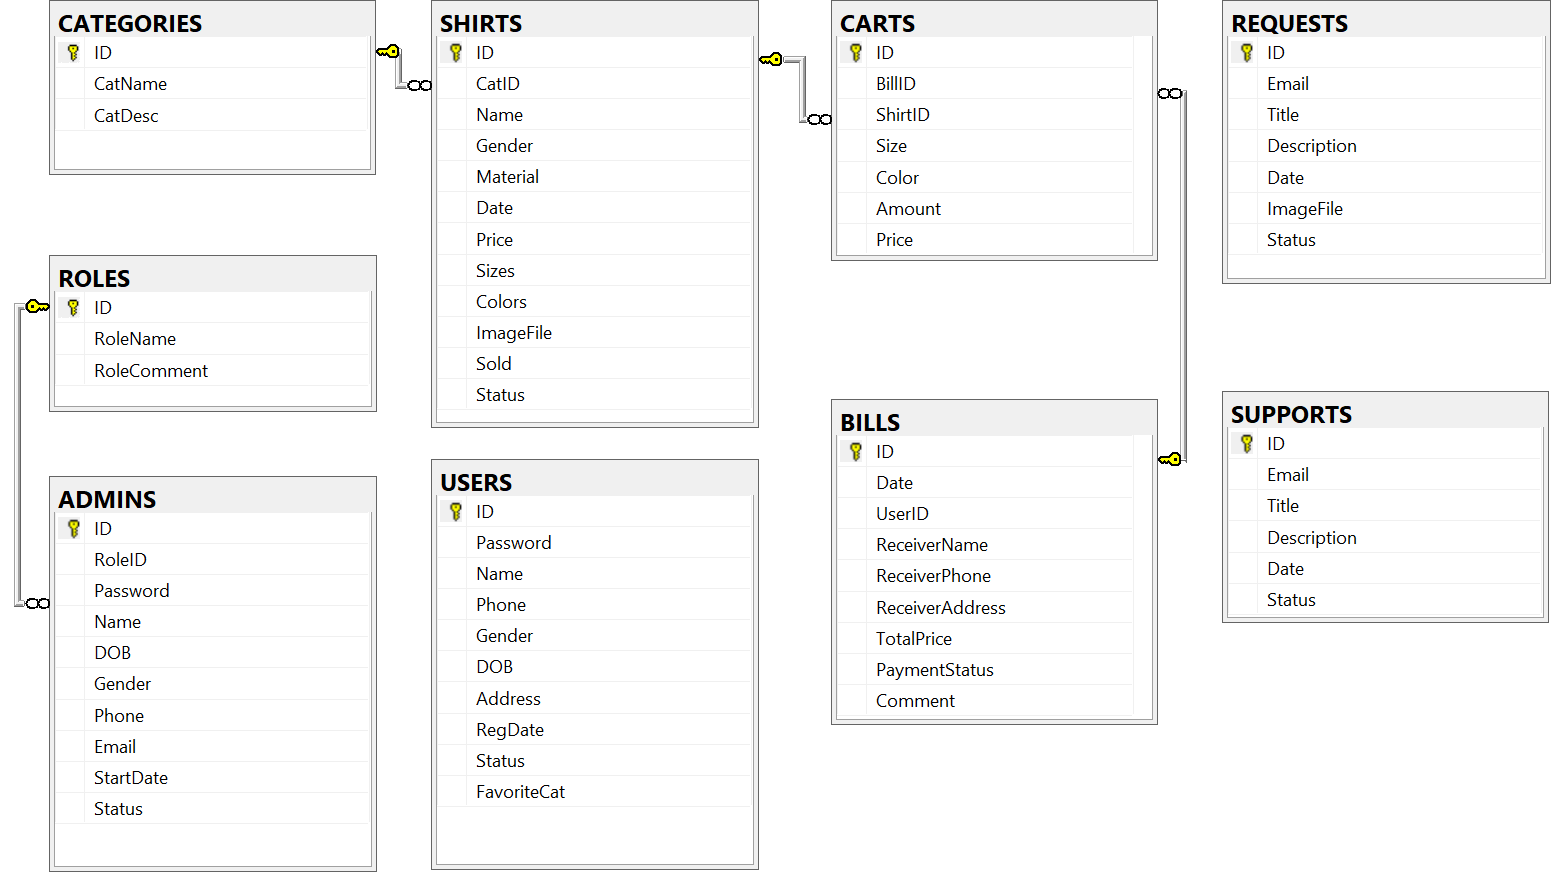 CATEGORIES
ID
CatName
CatDesc
SHIRTS
ID
CatID
Name
Gender
Material
Date
Price
Sizes
Colors
ImageFile
Sold
Status
CARTS
ID
BillID
ShirtID
Size
Color
Amount
Price
REQUESTS
ID
Email
Title
Description
Date
ImageFile
Status
ROLES
ID
RoleName
RoleComment
ADMINS
ID
RoleID
Password
Name
DOB
Gender
Phone
Email
StartDate
Status
USERS
ID
Password
Name
Phone
Gender
DOB
Address
RegDate
Status
FavoriteCat
BILLS
ID
Date
UserID
ReceiverName
ReceiverPhone
ReceiverAddress
TotalPrice
PaymentStatus
Comment
SUPPORTS
ID
Email
Title
Description
Date
Status